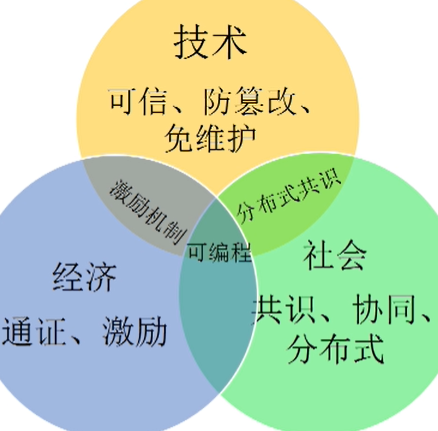 技术
可信、防篡改、
免维护
激励机制
分布式共识
可编程
经济
通证、激励
社会
共识、协同、
分布式